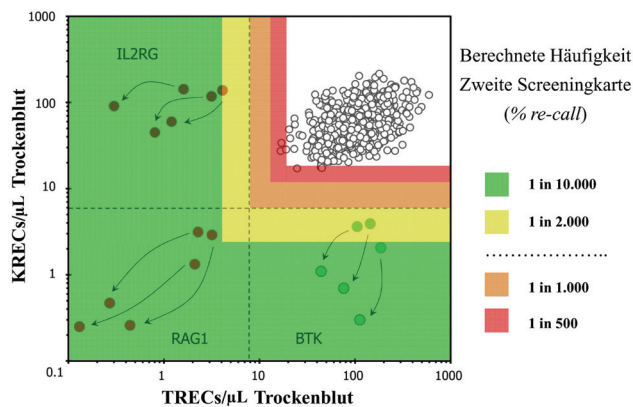 1000
100
10
1
0.1
KRECs/μL Trockenblut
IL2RG
RAG1
BTK
1
10
100
1000
TRECs/μL Trockenblut
Berechnete Häufigkeit
Zweite Screeningkarte
(% re-call)
1 in 10.000
1 in 2.000
1 in 1.000
1 in 500